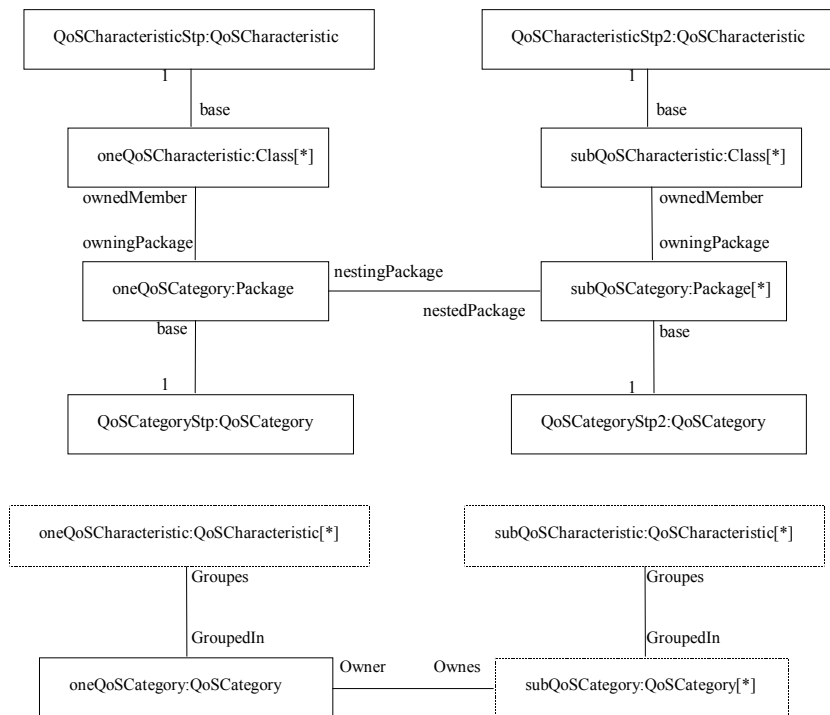 QoSCharacteristicStp:QoSCharacteristic
QoSCharacteristicStp2:QoSCharacteristic
1
1
base
base
oneQoSCharacteristic:Class[*]
subQoSCharacteristic:Class[*]
ownedMember
ownedMember
owningPackage
owningPackage
nestingPackage
oneQoSCategory:Package
subQoSCategory:Package[*]
nestedPackage
base
base
1
1
QoSCategoryStp:QoSCategory
QoSCategoryStp2:QoSCategory
oneQoSCharacteristic:QoSCharacteristic[*]
subQoSCharacteristic:QoSCharacteristic[*]
Groupes
Groupes
GroupedIn
GroupedIn
Owner
Ownes
oneQoSCategory:QoSCategory
subQoSCategory:QoSCategory[*]